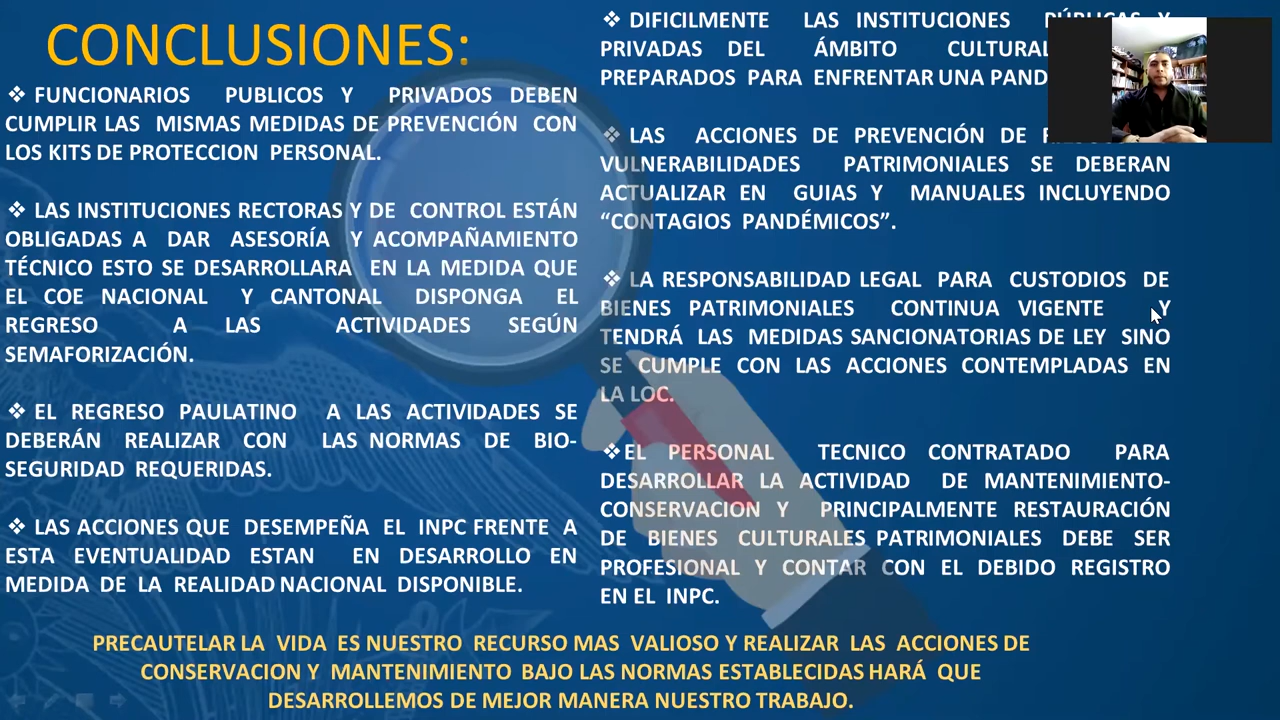 CONCLUSIONES:
❖ FUNCIONARIOS PUBLICOS Y PRIVADOS DEBEN
CUMPLIR LAS MISMAS MEDIDAS DE PREVENCIÓN CON
LOS KITS DE PROTECCION PERSONAL.
❖ LAS INSTITUCIONES RECTORAS Y DE CONTROL ESTÁN
OBLIGADAS A DAR ASESORÍA Y ACOMPAÑAMIENTO
TÉCNICO ESTO SE DESARROLLARA EN LA MEDIDA QUE
EL COE NACIONAL Y CANTONAL DISPONGA EL
REGRESO A LAS ACTIVIDADES SEGÚN
SEMAFORIZACIÓN.
❖ EL REGRESO PAULATINO A LAS ACTIVIDADES SE
DEBERÁN REALIZAR CON LAS NORMAS DE BIO-
SEGURIDAD REQUERIDAS.
❖ LAS ACCIONES QUE DESEMPEÑA EL INPC FRENTE A
ESTA EVENTUALIDAD ESTAN EN DESARROLLO EN
MEDIDA DE LA REALIDAD NACIONAL DISPONIBLE.
❖ DIFICILMENTE LAS INSTITUCIONES PÚBLICAS Y
PRIVADAS DEL ÁMBITO CULTURAL
PREPARADOS PARA ENFRENTAR UNA PAND
❖ LAS ACCIONES DE PREVENCIÓN DE
VULNERABILIDADES PATRIMONIALES SE DEBERAN
ACTUALIZAR EN GUIAS Y MANUALES INCLUYENDO
“CONTAGIOS PANDÉMICOS”.
❖ LA RESPONSABILIDAD LEGAL PARA CUSTODIOS DE
BIENES PATRIMONIALES CONTINUA VIGENTE Y
TENDRÁ LAS MEDIDAS SANCIONATORIAS DE LEY SINO
SE CUMPLE CON LAS ACCIONES CONTEMPLADAS EN
LA LOC.
❖EL PERSONAL TECNICO CONTRATADO PARA
DESARROLLAR LA ACTIVIDAD DE MANTENIMIENTO-
CONSERVACION Y PRINCIPALMENTE RESTAURACIÓN
DE BIENES CULTURALES PATRIMONIALES DEBE SER
PROFESIONAL Y CONTAR CON EL DEBIDO REGISTRO
EN EL INPC.
PRECAUTELAR LA VIDA ES NUESTRO RECURSO MAS VALIOSO Y REALIZAR LAS ACCIONES DE
CONSERVACION Y MANTENIMIENTO BAJO LAS NORMAS ESTABLECIDAS HARÁ QUE
DESARROLLEMOS DE MEJOR MANERA NUESTRO TRABAJO.